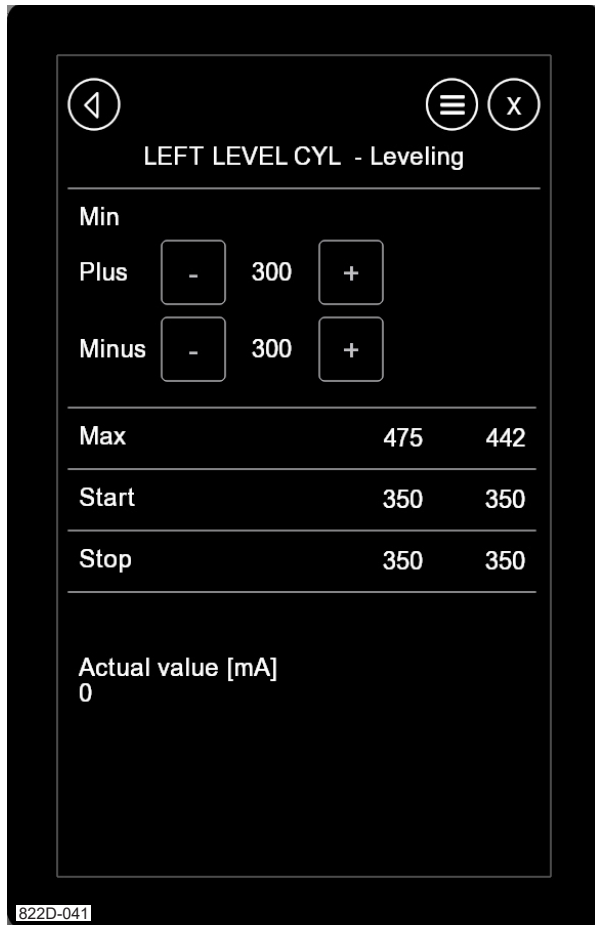 X
LEFT LEVEL CYL - Leveling
Min
Plus - 300 +
Minus - 300 +
Max 475 442
Start 350 350
Stop 350 350
Actual value [mA]
0
822D-041